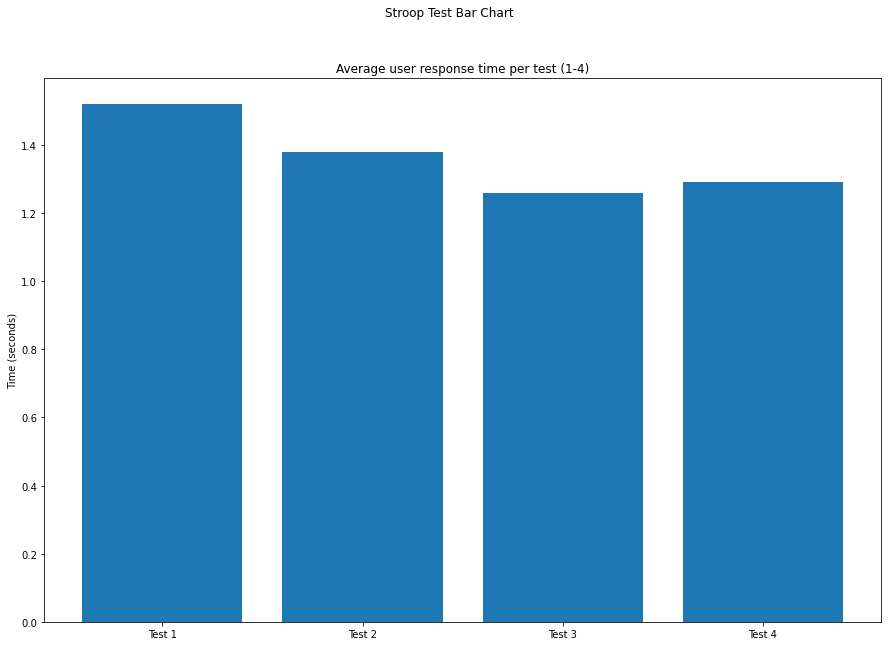 Stroop Test Bar Chart
Average user response time per test (1-4)
Time (seconds)
1.4
1.2
1.0
0.8
0.6
0.4
0.2
0.0
Test 1 Test 2 Test 3 Test 4